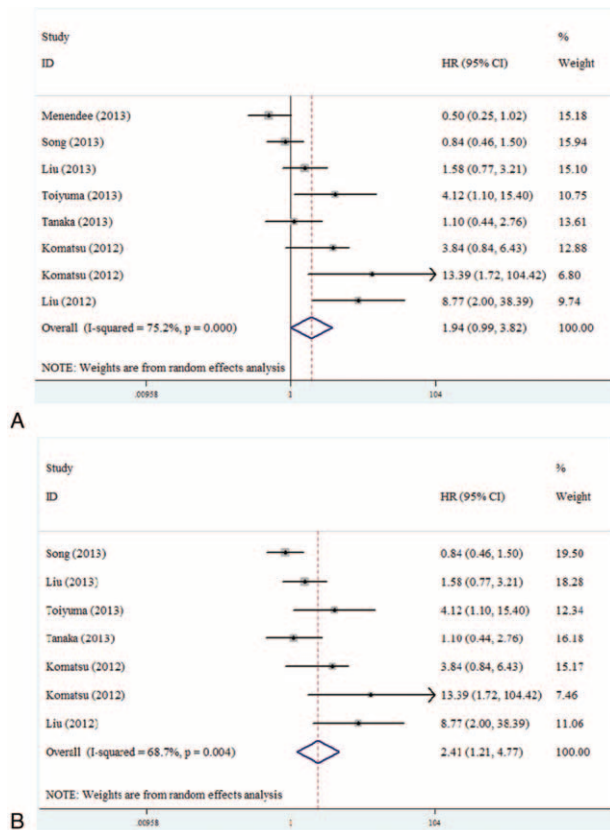 Study %
ID HR (95% CI) Weight
Menendee (2013) 0.50 (0.25, 1.02) 15.18
Song (2013) 0.84 (0.46, 1.50) 15.94
Liu (2013) 1.58 (0.77, 3.21) 15.10
Toiyuma (2013) 4.12 (1.10, 15.40) 10.75
Tanaka (2013) 1.10 (0.44, 2.76) 13.61
Komatsu (2012) 3.84 (0.84, 6.43) 12.88
Komatsu (2012) 13.39 (1.72, 104.42) 6.80
Liu (2012) 8.77 (2.00, 38.39) 9.74
Overall (I-squared = 75.2%, p = 0.000) 1.94 (0.99, 3.82) 100.00
NOTE: Weights are from random effects analysis
.00958 1 104
A
Study %
ID HR (95% CI) Weight
Song (2013) 0.84 (0.46, 1.50) 19.50
Liu (2013) 1.58 (0.77, 3.21) 18.28
Toiyuma (2013) 4.12 (1.10, 15.40) 12.34
Tanaka (2013) 1.10 (0.44, 2.76) 16.18
Komatsu (2012) 3.84 (0.84, 6.43) 15.17
Komatsu (2012) 13.39 (1.72, 104.42) 7.46
Liu (2012) 8.77 (2.00, 38.39) 11.06
Overall (I-squared = 68.7%, p = 0.004) 2.41 (1.21, 4.77) 100.00
NOTE: Weights are from random effects analysis
.00958 1 104
B